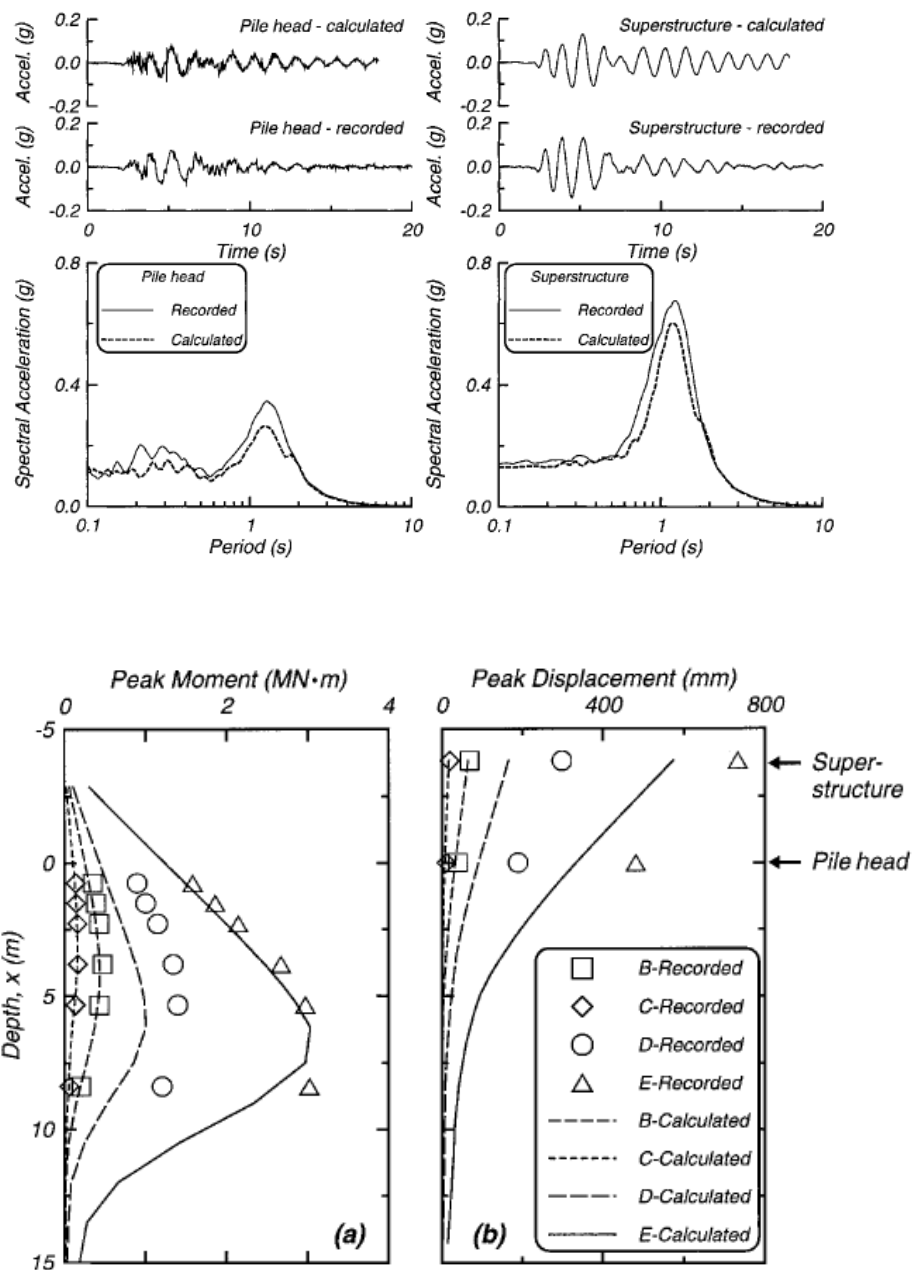 Accel. (g)
0.2
0.0
-0.2
Pile head - calculated
Accel. (g)
0.2
0.0
-0.2
Superstructure - calculated
Accel. (g)
0.2
0.0
-0.2
Pile head - recorded
0 10 20
Time (s)
Accel. (g)
0.2
0.0
-0.2
Superstructure - recorded
0 10 20
Time (s)
Spectral Acceleration (g)
0.8
0.4
0.0
Pile head
Recorded
Calculated
0.1 1 10
Period (s)
Spectral Acceleration (g)
0.8
0.4
0.0
Superstructure
Recorded
Calculated
0.1 1 10
Period (s)
Peak Moment (MN•m)
0 2 4
Depth, x (m)
-5
0
5
10
15
(a)
Peak Displacement (mm)
0 400 800
Super-
structure
Pile head
B-Recorded
C-Recorded
D-Recorded
E-Recorded
B-Calculated
C-Calculated
D-Calculated
E-Calculated
(b)